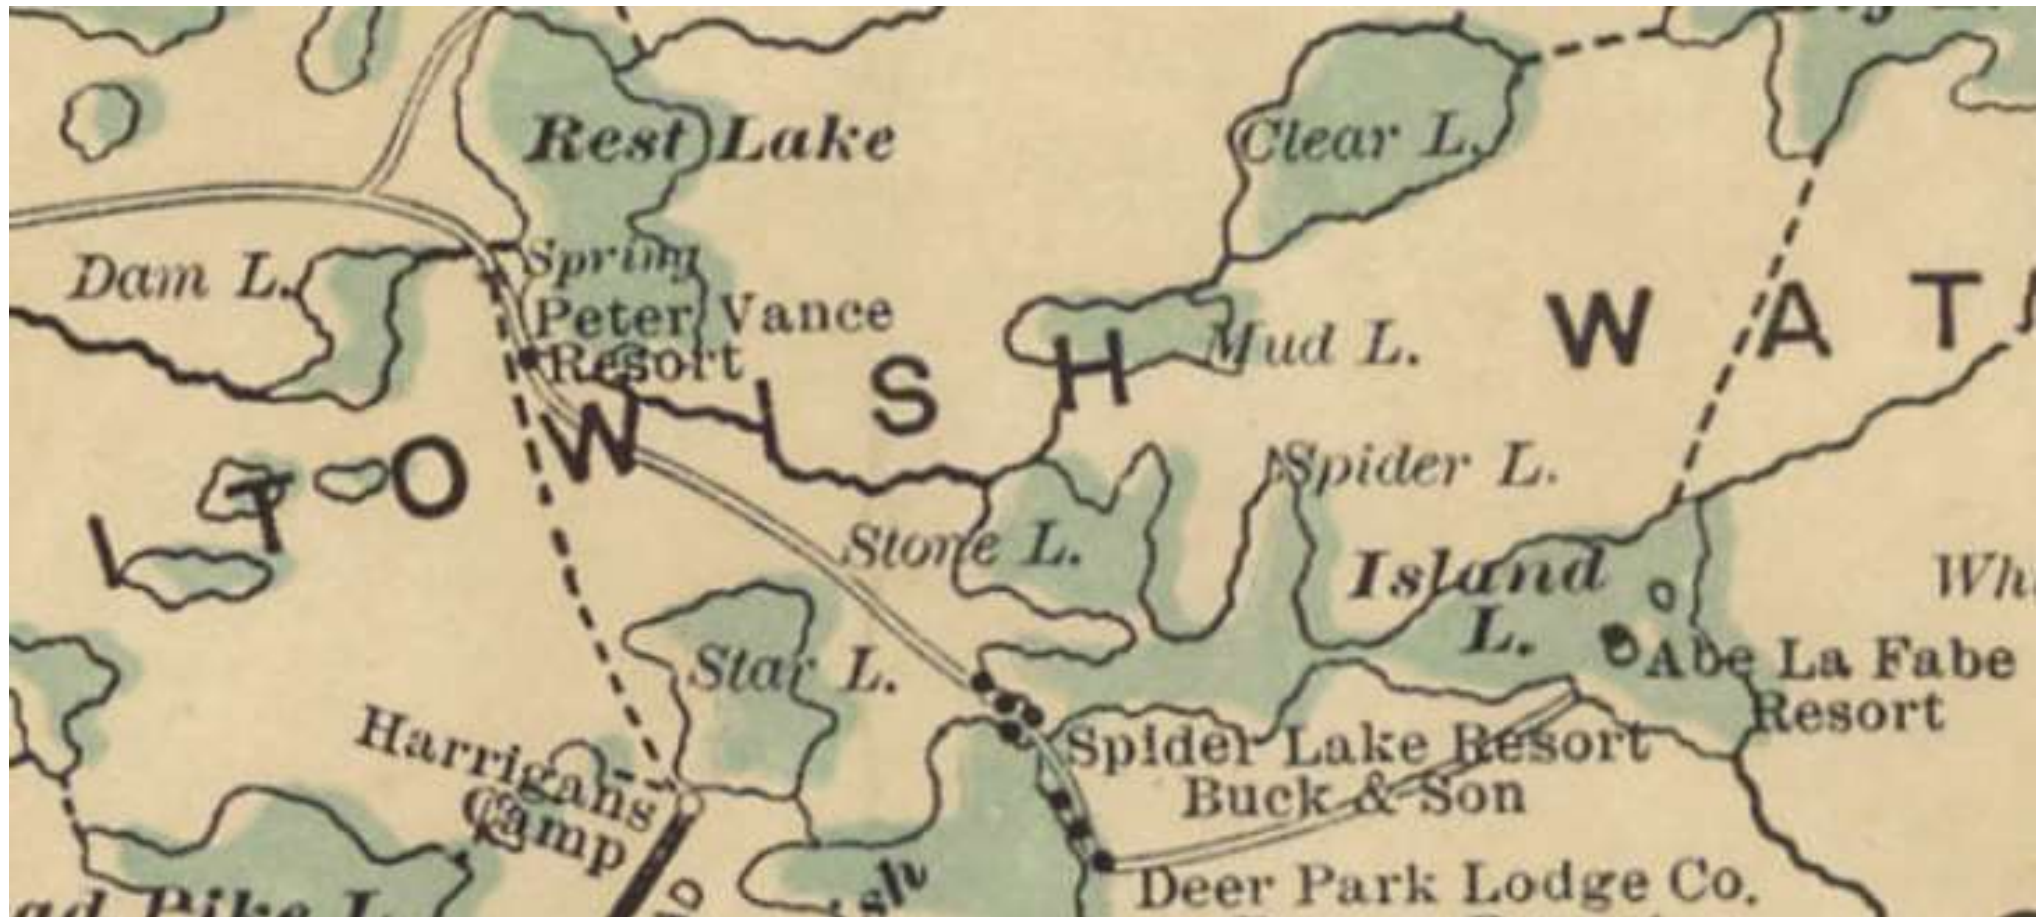 Rest Lake
Clear L.
Dam L.
Spring
Peter Vance
Resort
Mud L.
W A T
I T O W I S H
Spider L.
Stone L.
Island
L.
Star L.
Abe La Fabe
Resort
Harrigans
Camp
Spider Lake Resort
Buck & Son
Deer Park Lodge Co.